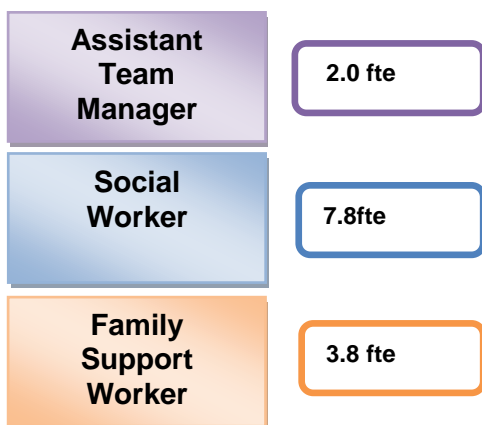 Assistant
Team
Manager
2.0 fte
Social
Worker
7.8fte
Family
Support
Worker
3.8 fte